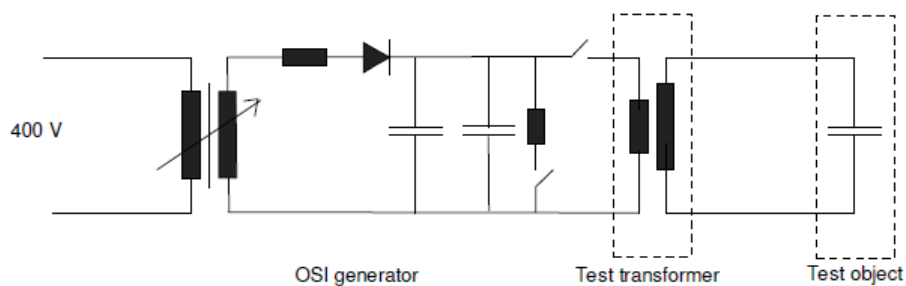 400 V
OSI generator
Test transformer
Test object